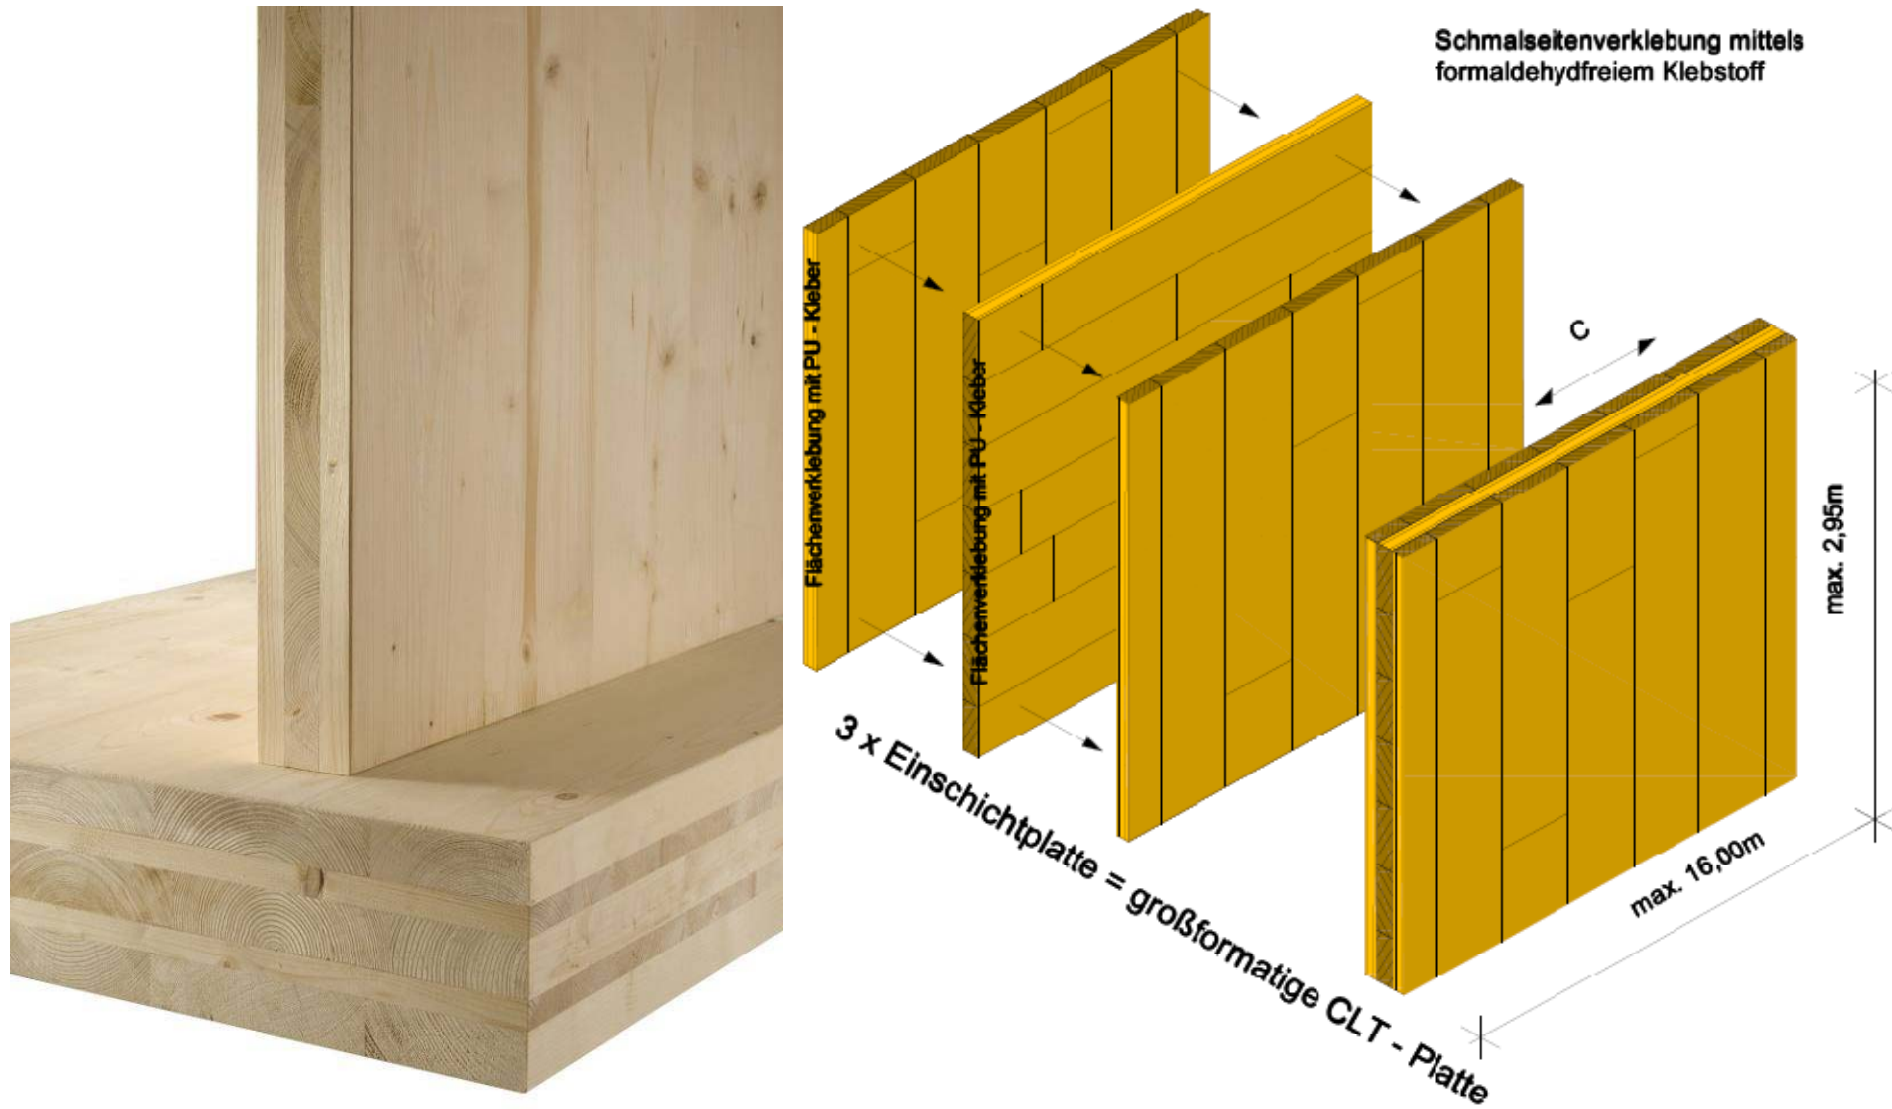 Schmalseitenverklebung mittels
formaldehydfreiem Klebstoff
Flächenverklebung mit PU - Kleber
Flächenverklebung mit PU - Kleber
C
max. 2,95m
max. 16,00m
3 x Einschichtplatte = großformatige CLT - Platte